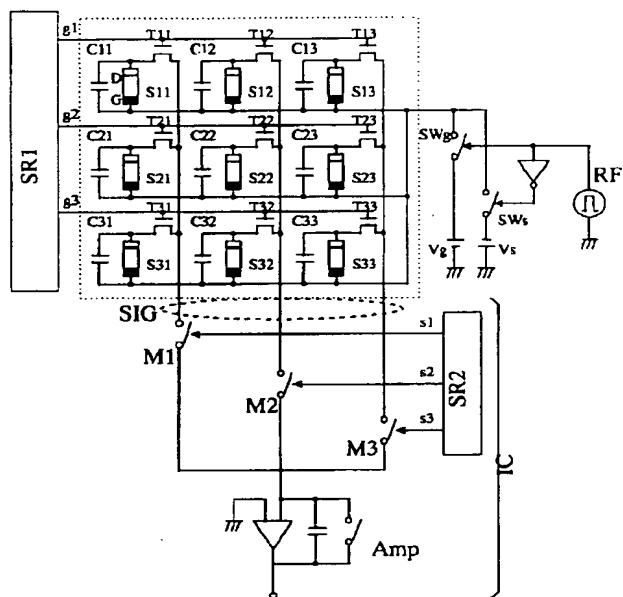 g1 T11 T12 T13
C11 C12 C13
D
G S11 S12 S13
g2 T21 T22 T23
C21 C22 C23
SWg
S21 S22 S23
SR1
RF
g3 T31 T32 T33
C31 C32 C33
SWs
S31 S32 S33
Vg Vs
SIG
s1
M1
s2
M2
SR2
s3
M3
IC
Amp